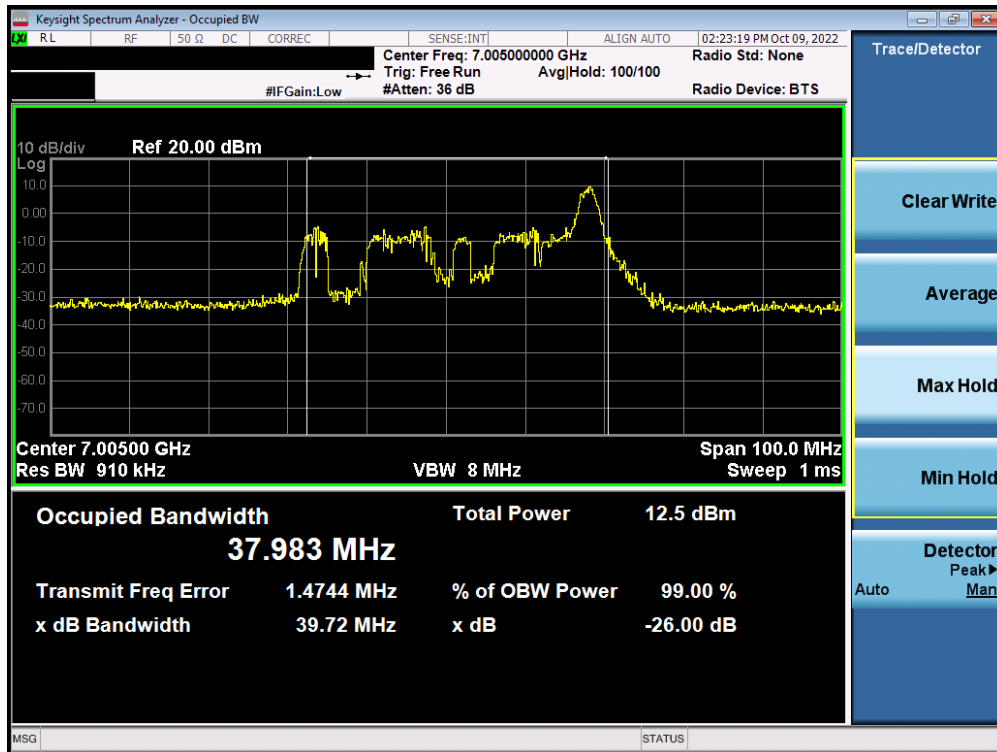 Keysight Spectrum Analyzer - Occupied BW
LXI RL RF 50 Ω DC CORREC SENSE:INT ALIGN AUTO 02:23:19 PM Oct 09, 2022
Center Freq: 7.005000000 GHz Radio Std: None
Trig: Free Run Avg|Hold: 100/100
#IFGain:Low #Atten: 36 dB Radio Device: BTS
Trace/Detector
10 dB/div Ref 20.00 dBm
Log
10.0
0.00
-10.0
-20.0
-30.0
-40.0
-50.0
-60.0
-70.0
Center 7.00500 GHz Span 100.0 MHz
Res BW 910 kHz VBW 8 MHz Sweep 1 ms
Occupied Bandwidth Total Power 12.5 dBm
37.983 MHz
Transmit Freq Error 1.4744 MHz % of OBW Power 99.00 %
x dB Bandwidth 39.72 MHz x dB -26.00 dB
Clear Write
Average
Max Hold
Min Hold
Detector
Peak▶
Auto Man
MSG STATUS